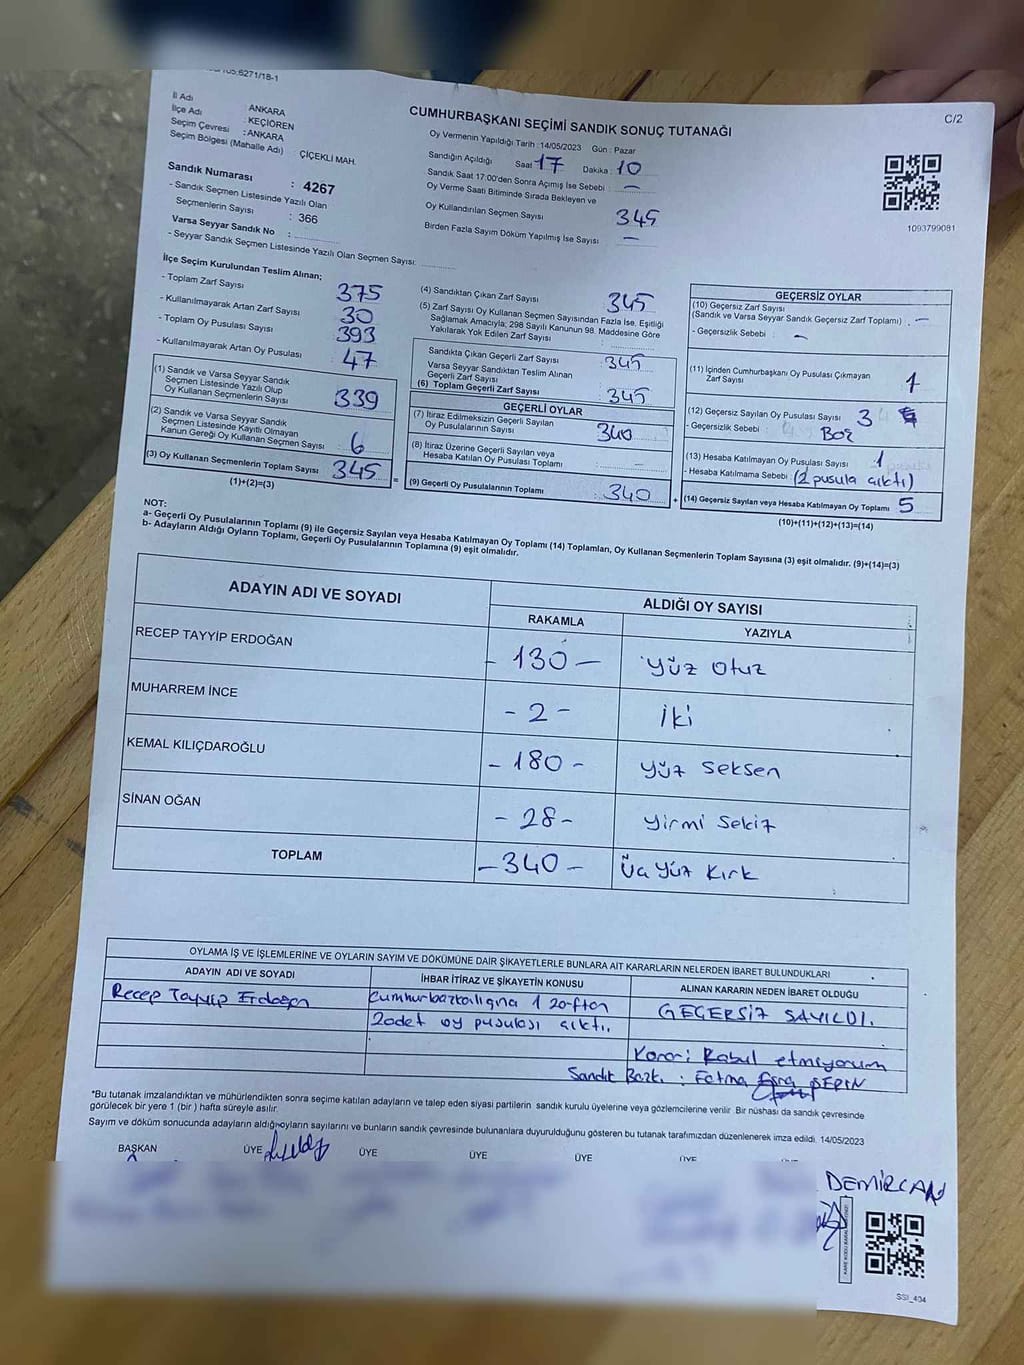 6271/18-1
C/2
İl Adı : ANKARA
İlçe Adı : KEÇİÖREN
Seçim Çevresi : ANKARA
Seçim Bölgesi (Mahalle Adı) ÇİÇEKLİ MAH.
Sandık Numarası : 4267
- Sandık Seçmen Listesinde Yazılı Olan
Seçmenlerin Sayısı : 366
Varsa Seyyar Sandık No :
- Seyyar Sandık Seçmen Listesinde Yazılı Olan Seçmen Sayısı:
CUMHURBAŞKANI SEÇİMİ SANDIK SONUÇ TUTANAĞI
Oy Vermenin Yapıldığı Tarih :14/05/2023 Gün : Pazar
Sandığın Açıldığı Saat 17 Dakika : 10
Sandık Saat 17:00'den Sonra Açımış İse Sebebi : —
Oy Verme Saati Bitiminde Sırada Bekleyen ve
Oy Kullandırılan Seçmen Sayısı 345
Birden Fazla Sayım Döküm Yapılmış İse Sayısı —
1093799081
İlçe Seçim Kurulundan Teslim Alınan;
- Toplam Zarf Sayısı 375
- Kullanılmayarak Artan Zarf Sayısı 30
- Toplam Oy Pusulası Sayısı 393
- Kullanılmayarak Artan Oy Pusulası 47
(1) Sandık ve Varsa Seyyar Sandık
Seçmen Listesinde Yazılı Olup
Oy Kullanan Seçmenlerin Sayısı 339
(2) Sandık ve Varsa Seyyar Sandık
Seçmen Listesinde Kayıtlı Olmayan
Kanun Gereği Oy Kullanan Seçmen Sayısı : 6
(3) Oy Kullanan Seçmenlerin Toplam Sayısı 345
(1)+(2)=(3)
(4) Sandıktan Çıkan Zarf Sayısı 345
(5) Zarf Sayısı Oy Kullanan Seçmen Sayısından Fazla İse, Eşitliği
Sağlamak Amacıyla; 298 Sayılı Kanunun 98. Maddesine Göre
Yakılarak Yok Edilen Zarf Sayısı :
Sandıkta Çıkan Geçerli Zarf Sayısı : 345
Varsa Seyyar Sandıktan Teslim Alınan
Geçerli Zarf Sayısı
(6) Toplam Geçerli Zarf Sayısı 345
GEÇERLİ OYLAR
(7) İtiraz Edilmeksizin Geçerli Sayılan
Oy Pusulalarının Sayısı 340
(8) İtiraz Üzerine Geçerli Sayılan veya
Hesaba Katılan Oy Pusulası Toplamı : —
= (9) Geçerli Oy Pusulalarının Toplamı : 340 +
GEÇERSİZ OYLAR
(10) Geçersiz Zarf Sayısı
(Sandık ve Varsa Seyyar Sandık Geçersiz Zarf Toplamı) : —
- Geçersizlik Sebebi : —
(11) İçinden Cumhurbaşkanı Oy Pusulası Çıkmayan
Zarf Sayısı 1
(12) Geçersiz Sayılan Oy Pusulası Sayısı 3
- Geçersizlik Sebebi : Boş
(13) Hesaba Katılmayan Oy Pusulası Sayısı 1
- Hesaba Katılmama Sebebi (2 pusula çıktı)
(14) Geçersiz Sayılan veya Hesaba Katılmayan Oy Toplamı 5
(10)+(11)+(12)+(13)=(14)
NOT:
a- Geçerli Oy Pusulalarının Toplamı (9) ile Geçersiz Sayılan veya Hesaba Katılmayan Oy Toplamı (14) Toplamları, Oy Kullanan Seçmenlerin Toplam Sayısına (3) eşit olmalıdır. (9)+(14)=(3)
b- Adayların Aldığı Oyların Toplamı, Geçerli Oy Pusulalarının Toplamına (9) eşit olmalıdır.
ADAYIN ADI VE SOYADI
ALDIĞI OY SAYISI
RAKAMLA YAZIYLA
RECEP TAYYİP ERDOĞAN - 130 — yüz otuz
MUHARREM İNCE - 2 - İki
KEMAL KILIÇDAROĞLU - 180 - yüz seksen
SİNAN OĞAN - 28 - yirmi sekiz
TOPLAM - 340 - Üç yüz kırk
OYLAMA İŞ VE İŞLEMLERİNE VE OYLARIN SAYIM VE DÖKÜMÜNE DAİR ŞİKAYETLERLE BUNLARA AİT KARARLARIN NELERDEN İBARET BULUNDUKLARI
ADAYIN ADI VE SOYADI İHBAR İTİRAZ VE ŞİKAYETİN KONUSU ALINAN KARARIN NEDEN İBARET OLDUĞU
Recep Tayyip Erdoğan Cumhurbaşkalığına 1 zarftan GEÇERSİZ SAYILDI.
2 adet oy pusulası çıktı.
Kararı Kabul etmiyorum
Sandık Başk. : Fatma
*Bu tutanak imzalandıktan ve mühürlendikten sonra seçime katılan adayların ve talep eden siyasi partilerin sandık kurulu üyelerine veya gözlemcilerine verilir. Bir nüshası da sandık çevresinde
görülecek bir yere 1 (bir) hafta süreyle asılır.
Sayım ve döküm sonucunda adayların aldığı oyların sayılarını ve bunların sandık çevresinde bulunanlara duyurulduğunu gösteren bu tutanak tarafımızdan düzenlenerek imza edildi. 14/05/2023
BAŞKAN ÜYE ÜYE ÜYE ÜYE ÜYE
DEMİRCAN
SSI_404